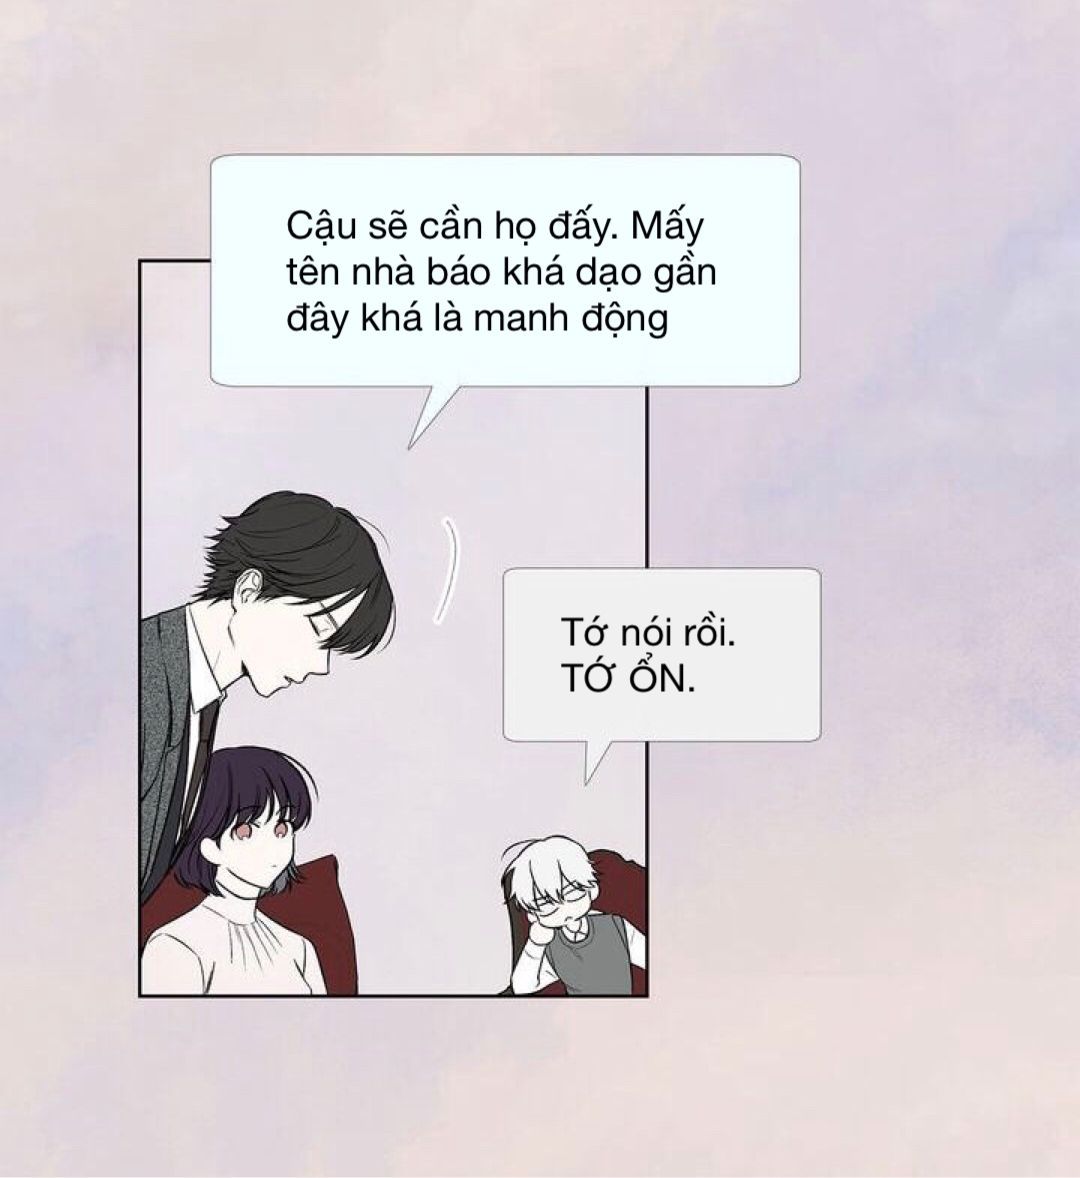 Cậu sẽ cần họ đấy. Mấy
tên nhà báo khá dạo gần
đây khá là manh động
Tớ nói rồi.
TỚ ỔN.